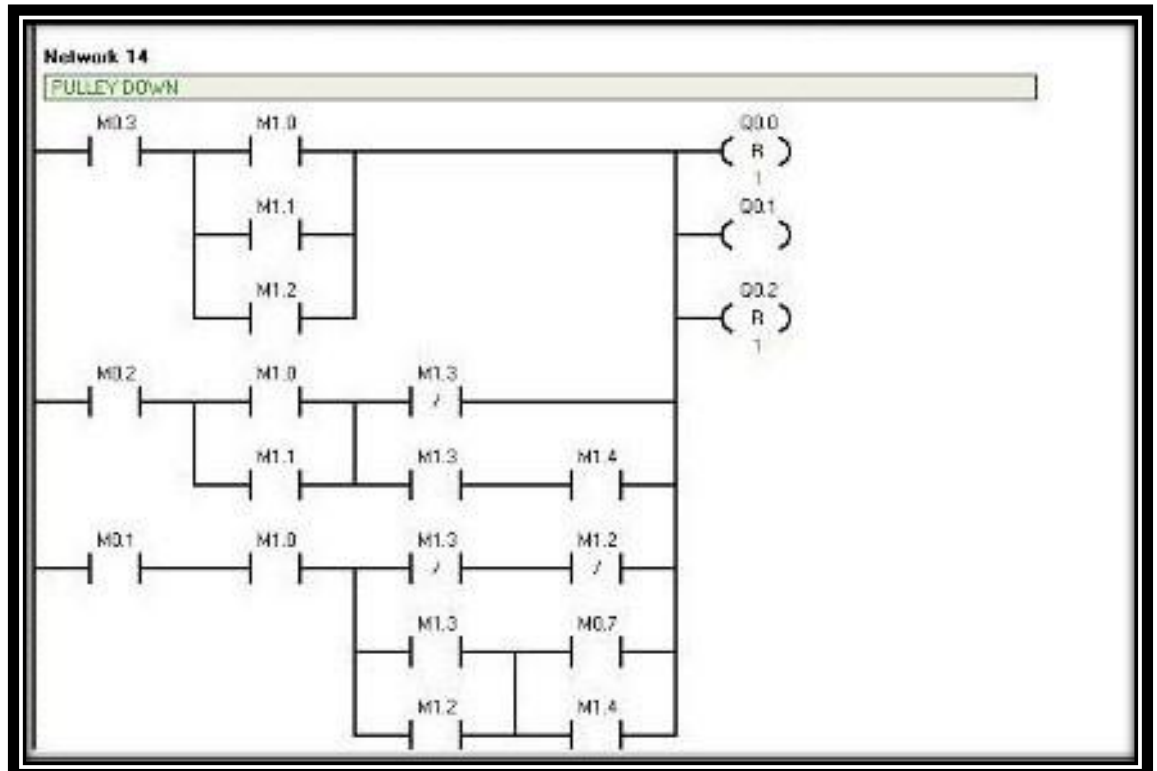 Network 14
PULLEY DOWN
M0.3 M1.0 Q0.0
R
1
M1.1 Q0.1
M1.2 Q0.2
R
1
M0.2 M1.0 M1.3
/
M1.1 M1.3 M1.4
M0.1 M1.0 M1.3 M1.2
/ /
M1.3 M0.7
M1.2 M1.4